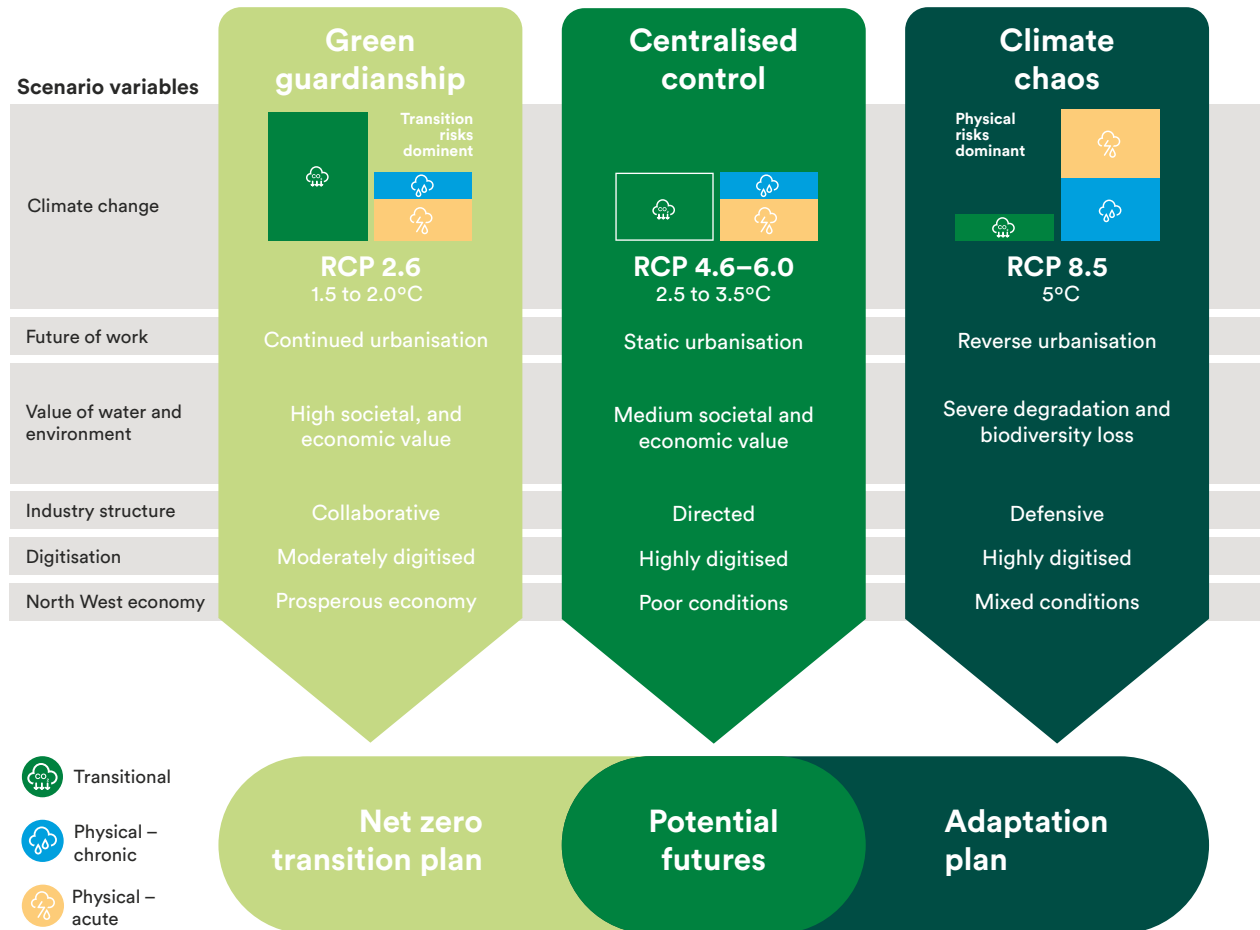 Green
guardianship
Centralised
control
Climate
chaos
Scenario variables
Climate change
Transition
risks
dominent
Physical
risks
dominant
CO2
CO2
CO2
RCP 2.6
1.5 to 2.0°C
RCP 4.6–6.0
2.5 to 3.5°C
RCP 8.5
5°C
Future of work
Continued urbanisation
Static urbanisation
Reverse urbanisation
Value of water and
environment
High societal, and
economic value
Medium societal and
economic value
Severe degradation and
biodiversity loss
Industry structure
Collaborative
Directed
Defensive
Digitisation
Moderately digitised
Highly digitised
Highly digitised
North West economy
Prosperous economy
Poor conditions
Mixed conditions
CO2
Transitional
Physical –
chronic
Physical –
acute
Net zero
transition plan
Potential
futures
Adaptation
plan